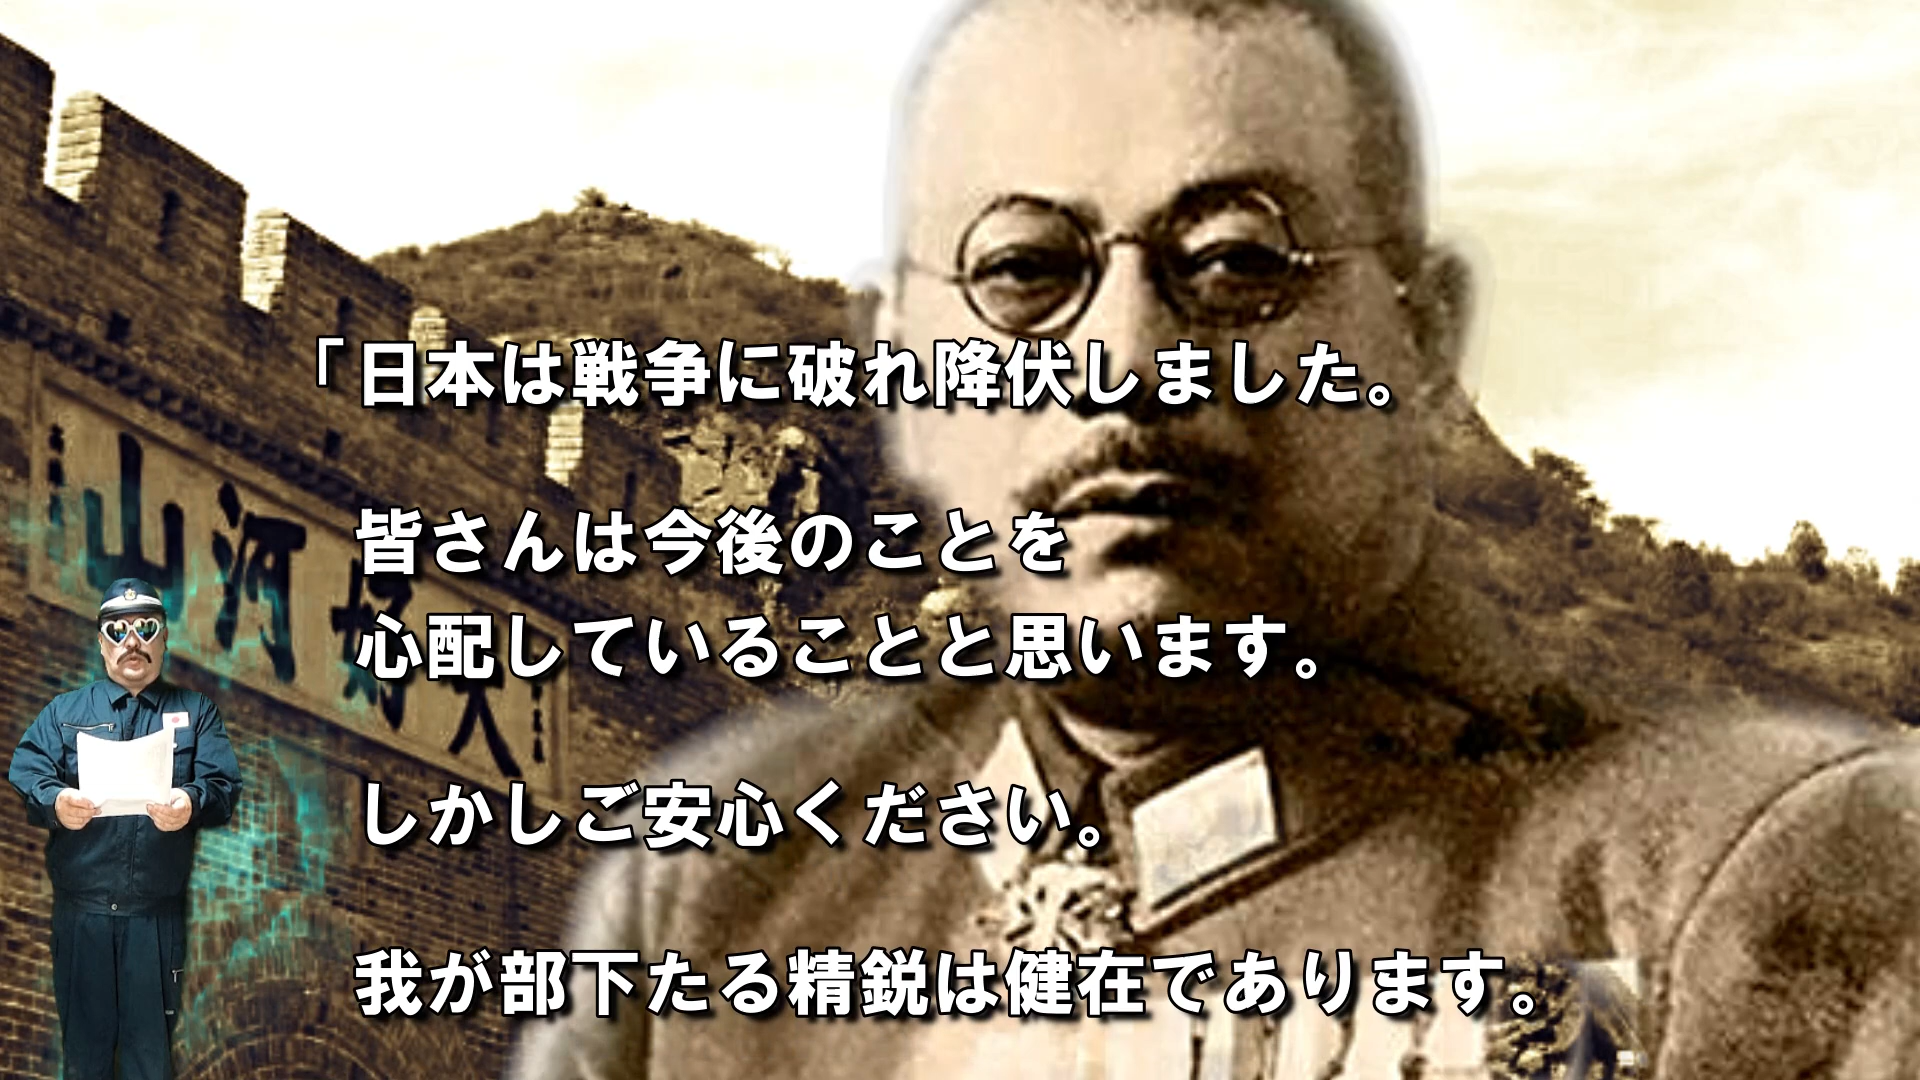 「日本は戦争に破れ降伏しました。
皆さんは今後のことを
心配していることと思います。
しかしご安心ください。
我が部下たる精鋭は健在であります。
山河好大